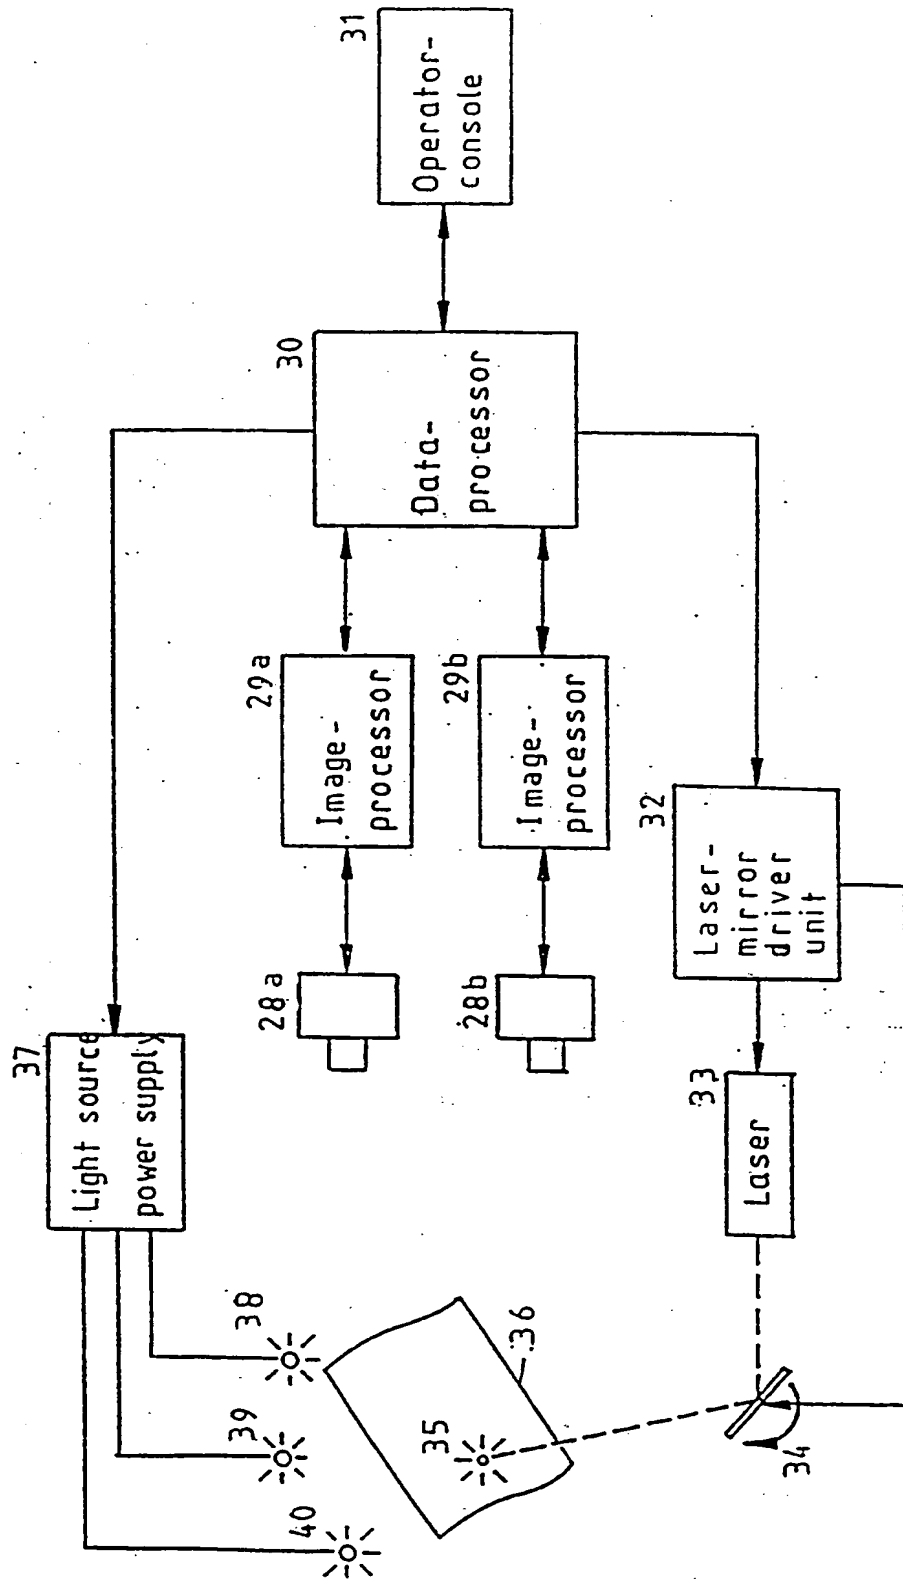 31
Operator-
console
30
Data-
processor
29a
Image-
processor
29b
Image-
processor
28a
28b
32
Laser-
mirror
driver
unit
33
Laser
34
35
36
37
Light source
power supply
38
39
40